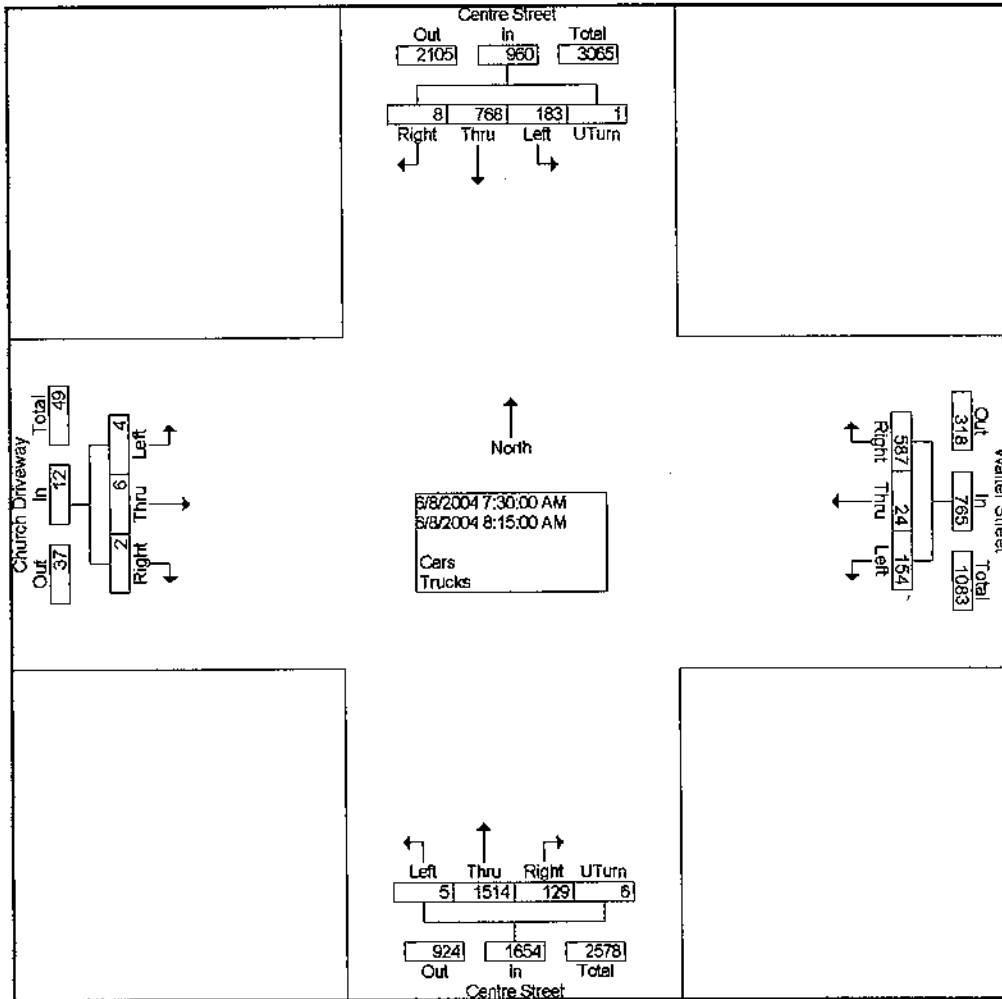 Centre Street
Out In Total
2105 960 3065
8 768 183 1
Right Thru Left UTurn
Church Driveway
Total In Out
49 12 37
4 6 2
Left Thru Right
North
6/8/2004 7:30:00 AM
6/8/2004 8:15:00 AM
Cars
Trucks
Right Thru Left
587 24 154
Out In Total
318 765 1083
Walter Street
Left Thru Right UTurn
5 1514 129 6
924 1654 2578
Out In Total
Centre Street